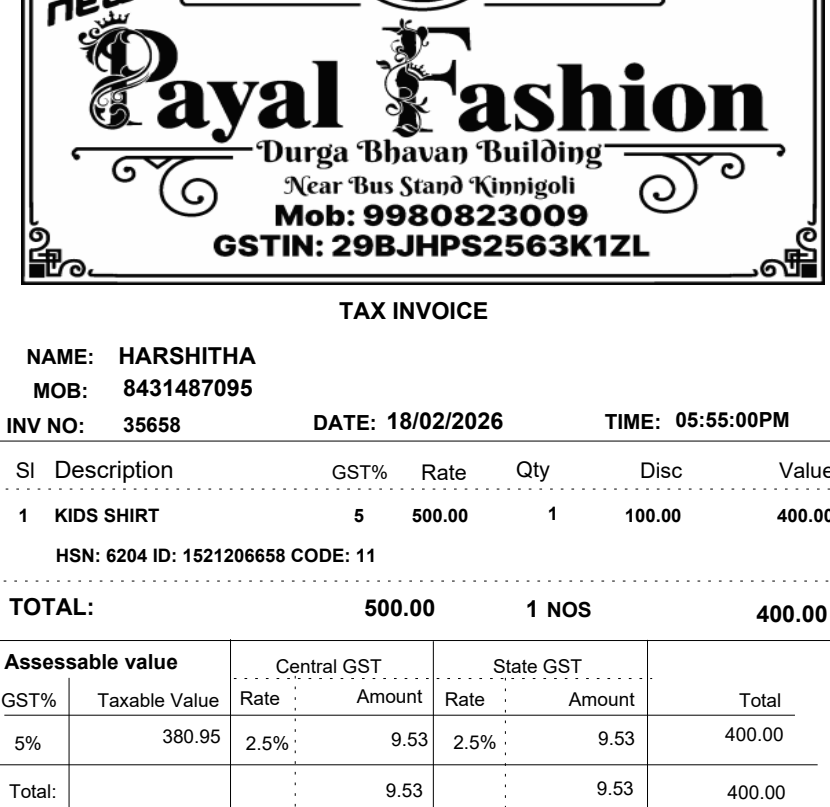 new
Payal Fashion
Durga Bhavan Building
Near Bus Stand Kinnigoli
Mob: 9980823009
GSTIN: 29BJHPS2563K1ZL
TAX INVOICE
NAME: HARSHITHA
MOB: 8431487095
INV NO: 35658 DATE: 18/02/2026 TIME: 05:55:00PM
Sl Description GST% Rate Qty Disc Value
1 KIDS SHIRT 5 500.00 1 100.00 400.00
HSN: 6204 ID: 1521206658 CODE: 11
TOTAL: 500.00 1 NOS 400.00
Assessable value Central GST State GST
GST% Taxable Value Rate Amount Rate Amount Total
5% 380.95 2.5% 9.53 2.5% 9.53 400.00
Total: 9.53 9.53 400.00